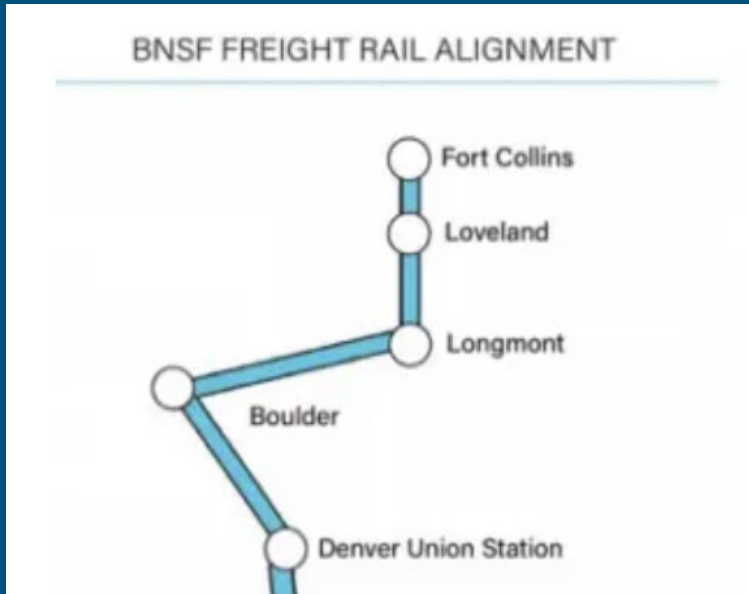 BNSF FREIGHT RAIL ALIGNMENT
Fort Collins
Loveland
Longmont
Boulder
Denver Union Station